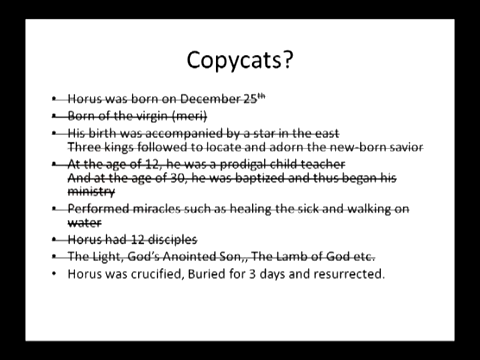 Copycats?
• Horus was born on December 25th
• Born of the virgin (meri)
• His birth was accompanied by a star in the east
Three kings followed to locate and adorn the new-born savior
• At the age of 12, he was a prodigal child teacher
And at the age of 30, he was baptized and thus began his
ministry
• Performed miracles such as healing the sick and walking on
water
• Horus had 12 disciples
• The Light, God's Anointed Son,, The Lamb of God etc.
• Horus was crucified, Buried for 3 days and resurrected.